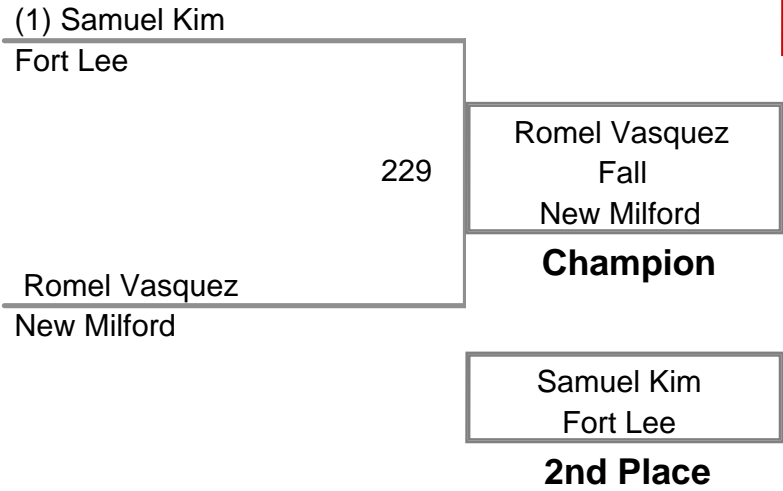 (1) Samuel Kim
Fort Lee
229
Romel Vasquez
New Milford
Romel Vasquez
Fall
New Milford
Champion
Samuel Kim
Fort Lee
2nd Place